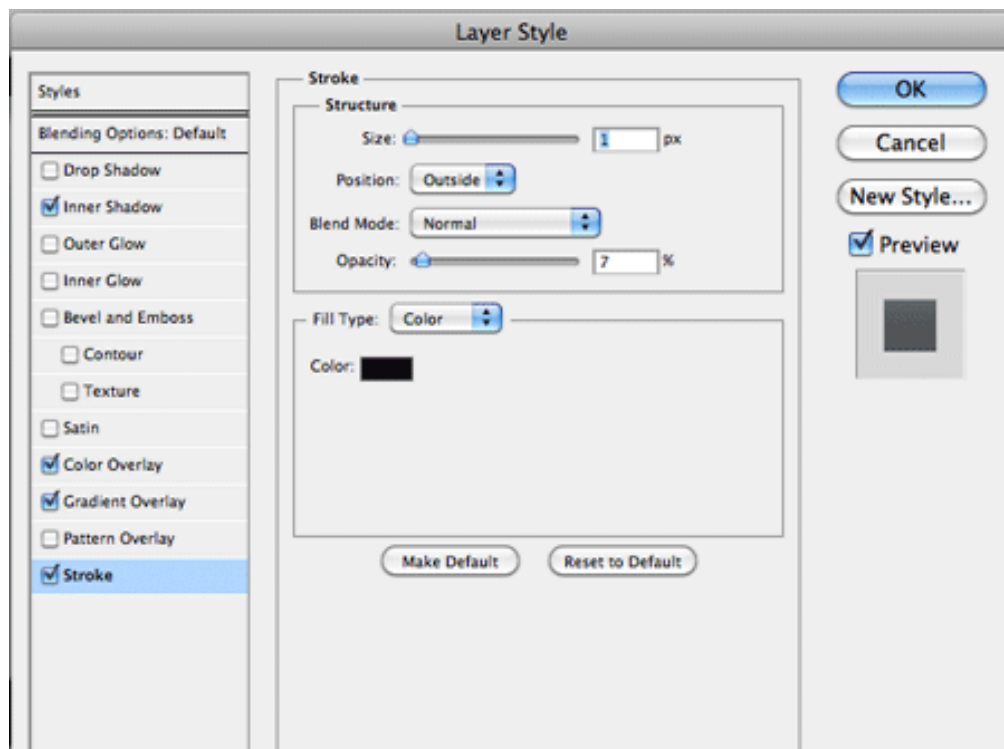 Layer Style
Styles
Blending Options: Default
Drop Shadow
Inner Shadow
Outer Glow
Inner Glow
Bevel and Emboss
Contour
Texture
Satin
Color Overlay
Gradient Overlay
Pattern Overlay
Stroke
Stroke
Structure
Size: 1 px
Position: Outside
Blend Mode: Normal
Opacity: 7 %
Fill Type: Color
Color:
Make Default Reset to Default
OK
Cancel
New Style...
Preview